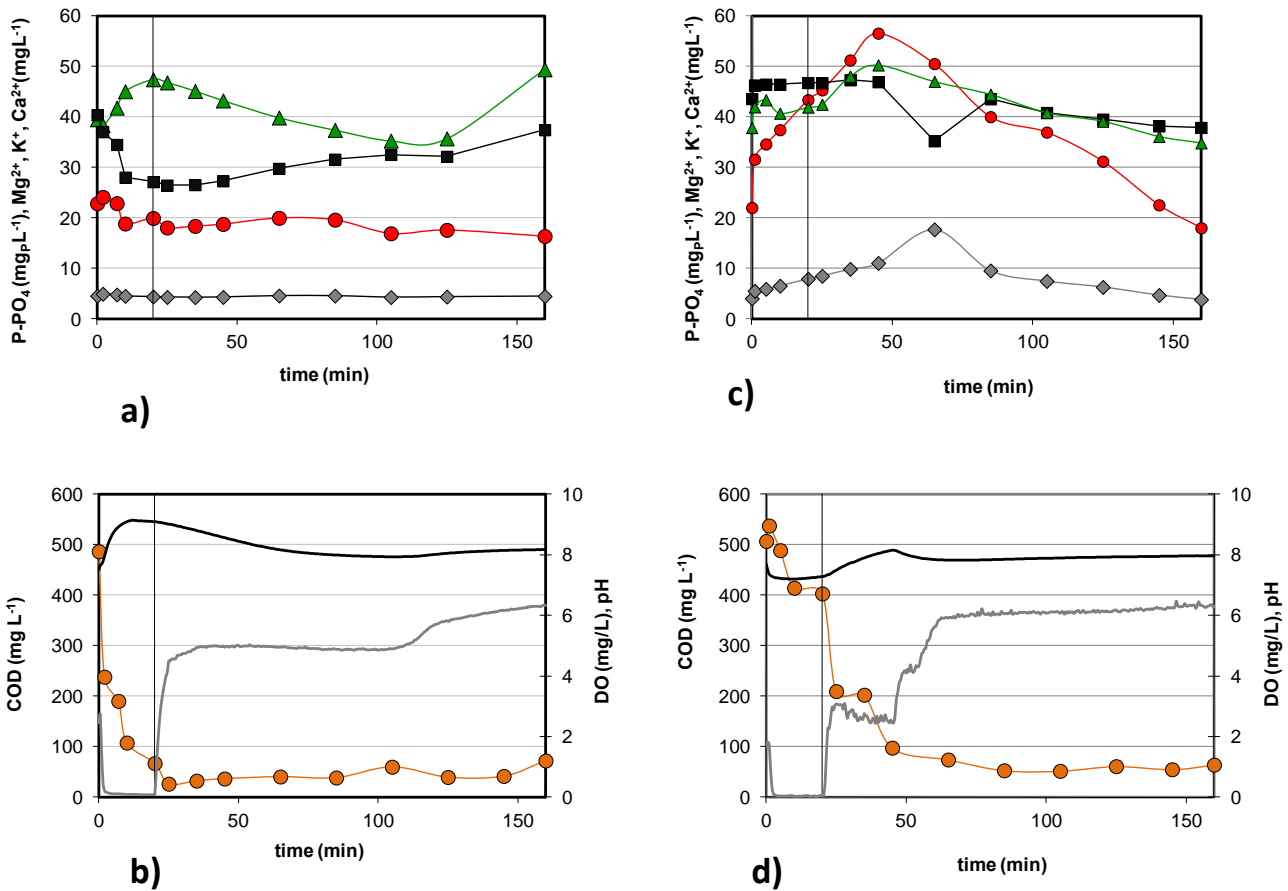 P-PO4 (mgPL-1), Mg2+, K+, Ca2+(mgL-1)
60
50
40
30
20
10
0
0 50 100 150
time (min)
a)
P-PO4 (mgPL-1), Mg2+, K+, Ca2+(mgL-1)
60
50
40
30
20
10
0
0 50 100 150
time (min)
c)
COD (mg L-1)
600
500
400
300
200
100
0
10
8
6
4
2
0
DO (mg/L), pH
0 50 100 150
time (min)
b)
COD (mg L-1)
600
500
400
300
200
100
0
10
8
6
4
2
0
DO (mg/L), pH
0 50 100 150
time (min)
d)